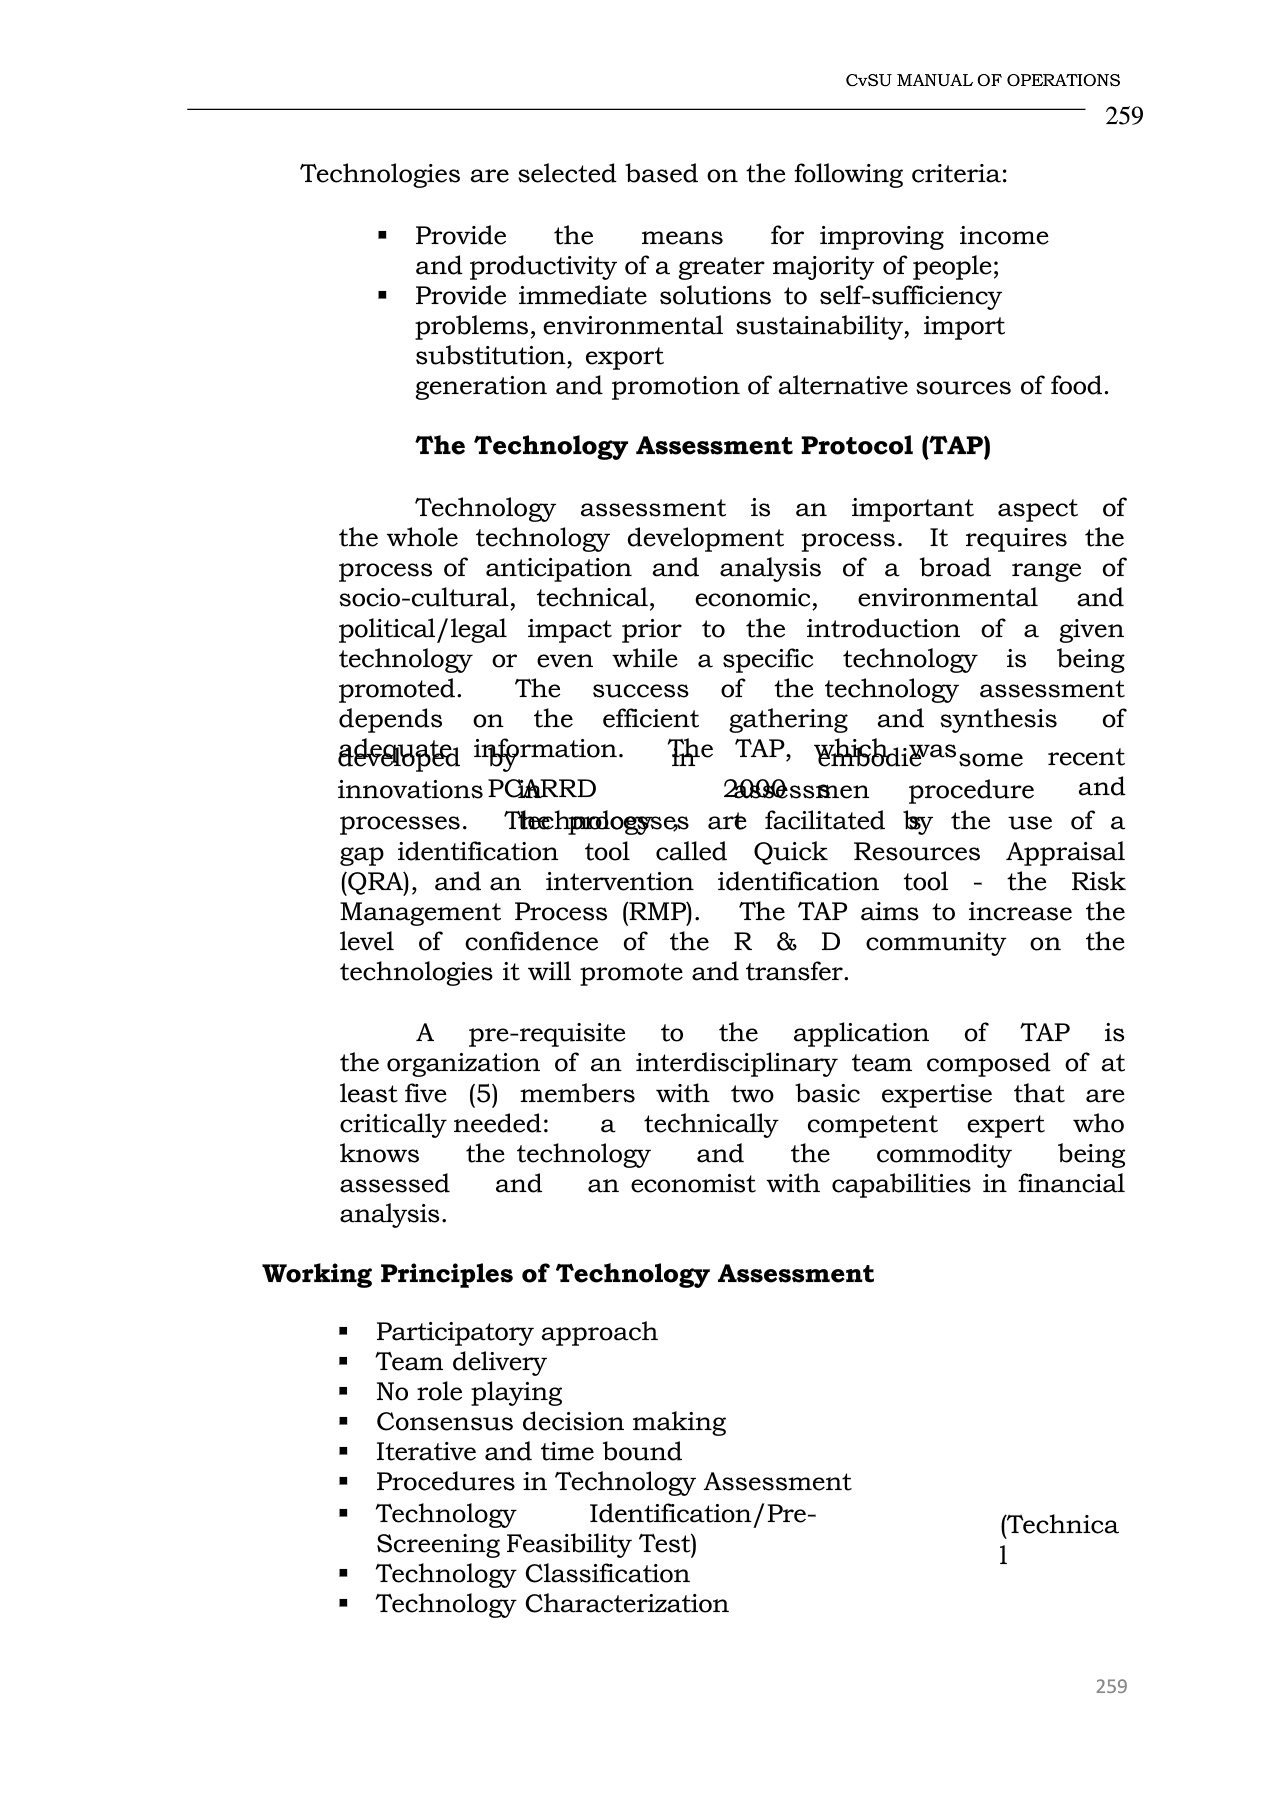 CvSU MANUAL OF OPERATIONS
259
Technologies are selected based on the following criteria:
▪ Provide the means for improving income
and productivity of a greater majority of people;
▪ Provide immediate solutions to self-sufficiency
problems, environmental sustainability, import
substitution, export
generation and promotion of alternative sources of food.
The Technology Assessment Protocol (TAP)
Technology assessment is an important aspect of
the whole technology development process. It requires the
process of anticipation and analysis of a broad range of
socio-cultural, technical, economic, environmental and
political/legal impact prior to the introduction of a given
technology or even while a specific technology is being
promoted. The success of the technology assessment
depends on the efficient gathering and synthesis of
adequate information. The TAP, which was
developed by in embodie some recent
innovations in PCARRD 2000 assessmen procedure and
processes. The processes, are facilitated by the use of a
gap identification tool called Quick Resources Appraisal
(QRA), and an intervention identification tool - the Risk
Management Process (RMP). The TAP aims to increase the
level of confidence of the R & D community on the
technologies it will promote and transfer.
A pre-requisite to the application of TAP is
the organization of an interdisciplinary team composed of at
least five (5) members with two basic expertise that are
critically needed: a technically competent expert who
knows the technology and the commodity being
assessed and an economist with capabilities in financial
analysis.
Working Principles of Technology Assessment
▪ Participatory approach
▪ Team delivery
▪ No role playing
▪ Consensus decision making
▪ Iterative and time bound
▪ Procedures in Technology Assessment
▪ Technology Identification/Pre-
(Technica
Screening Feasibility Test)
l
▪ Technology Classification
▪ Technology Characterization
259